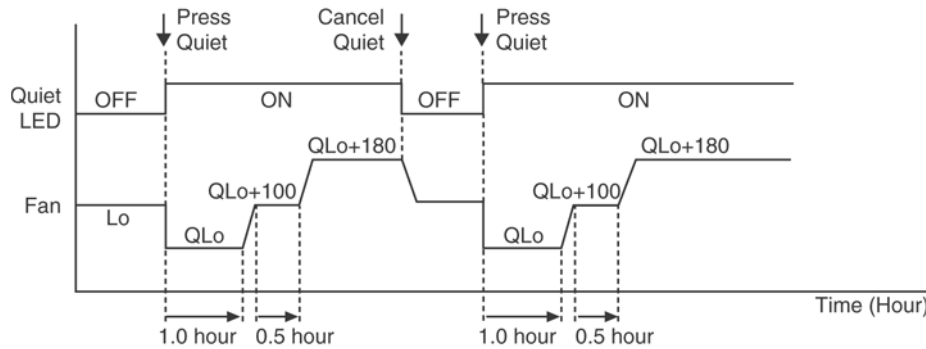 Press
Quiet
Cancel
Quiet
Press
Quiet
Quiet
LED
OFF
ON
OFF
ON
QLo+180
QLo+180
QLo+100
QLo+100
Fan
Lo
QLo
QLo
Time (Hour)
1.0 hour
0.5 hour
1.0 hour
0.5 hour